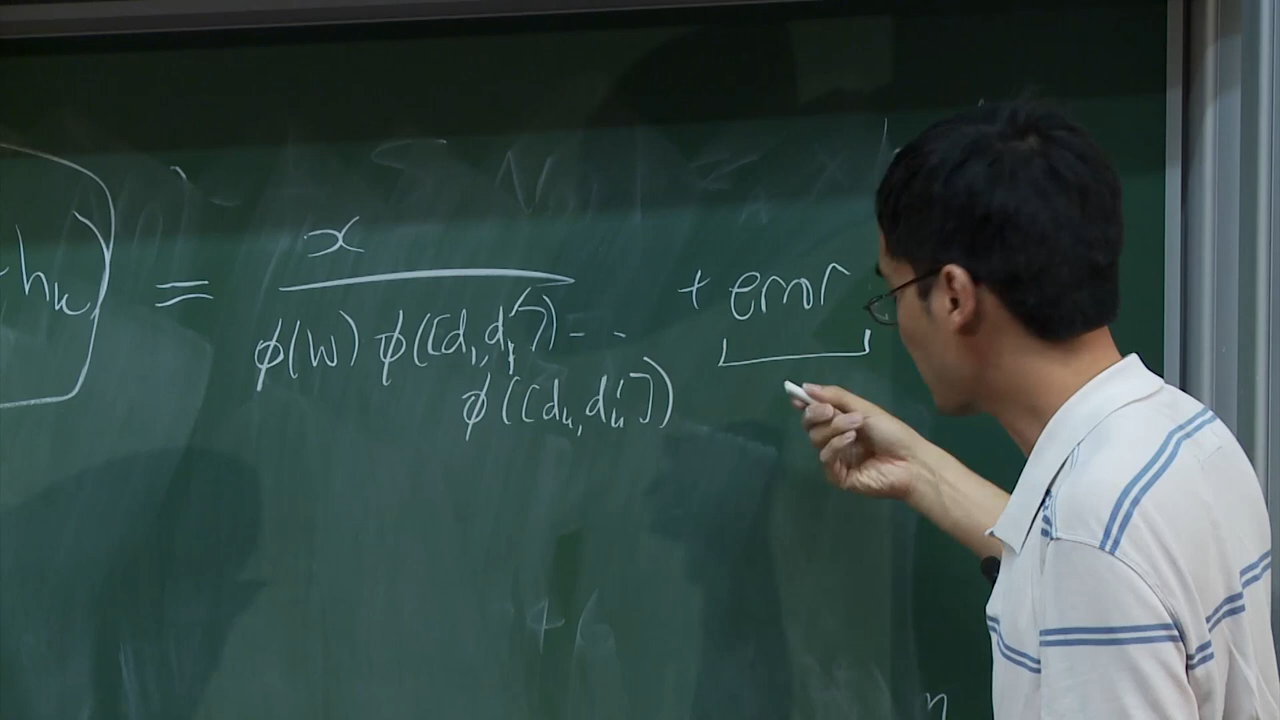 h_k) = x / ϕ(W) ϕ([d_1, d_1']) - - ϕ([d_k, d_k']) + error
n